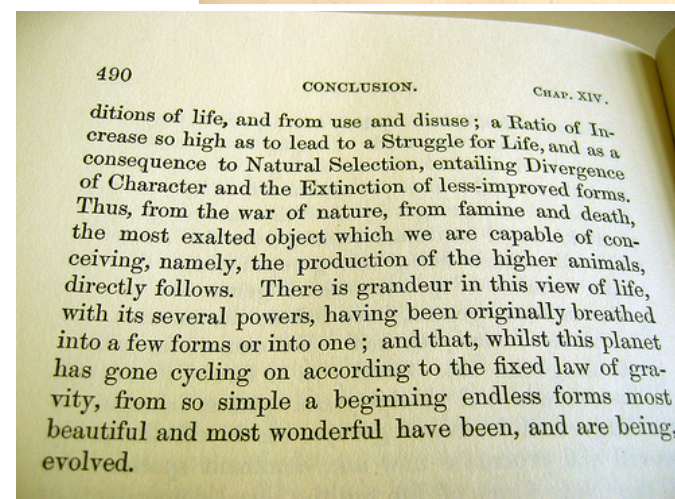 490 CONCLUSION. CHAP. XIV.
ditions of life, and from use and disuse; a Ratio of In-
crease so high as to lead to a Struggle for Life, and as a
consequence to Natural Selection, entailing Divergence
of Character and the Extinction of less-improved forms.
Thus, from the war of nature, from famine and death,
the most exalted object which we are capable of con-
ceiving, namely, the production of the higher animals,
directly follows. There is grandeur in this view of life,
with its several powers, having been originally breathed
into a few forms or into one; and that, whilst this planet
has gone cycling on according to the fixed law of gra-
vity, from so simple a beginning endless forms most
beautiful and most wonderful have been, and are being,
evolved.